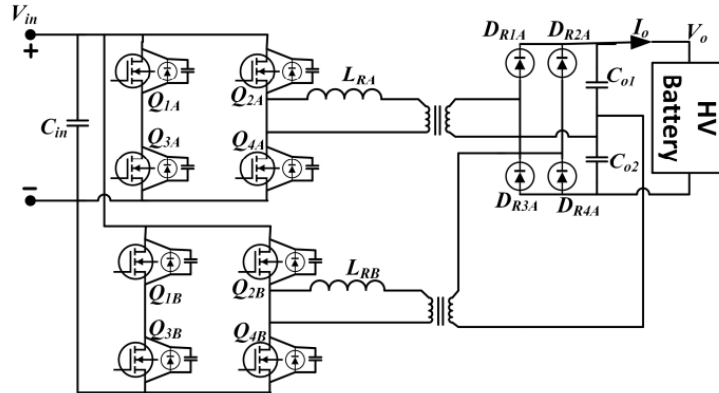 Vin
+
Cin
−
Q1A
Q3A
Q2A
Q4A
LRA
DR1A
DR2A
Io
Vo
Co1
Co2
HV
Battery
DR3A
DR4A
Q1B
Q3B
Q2B
Q4B
LRB